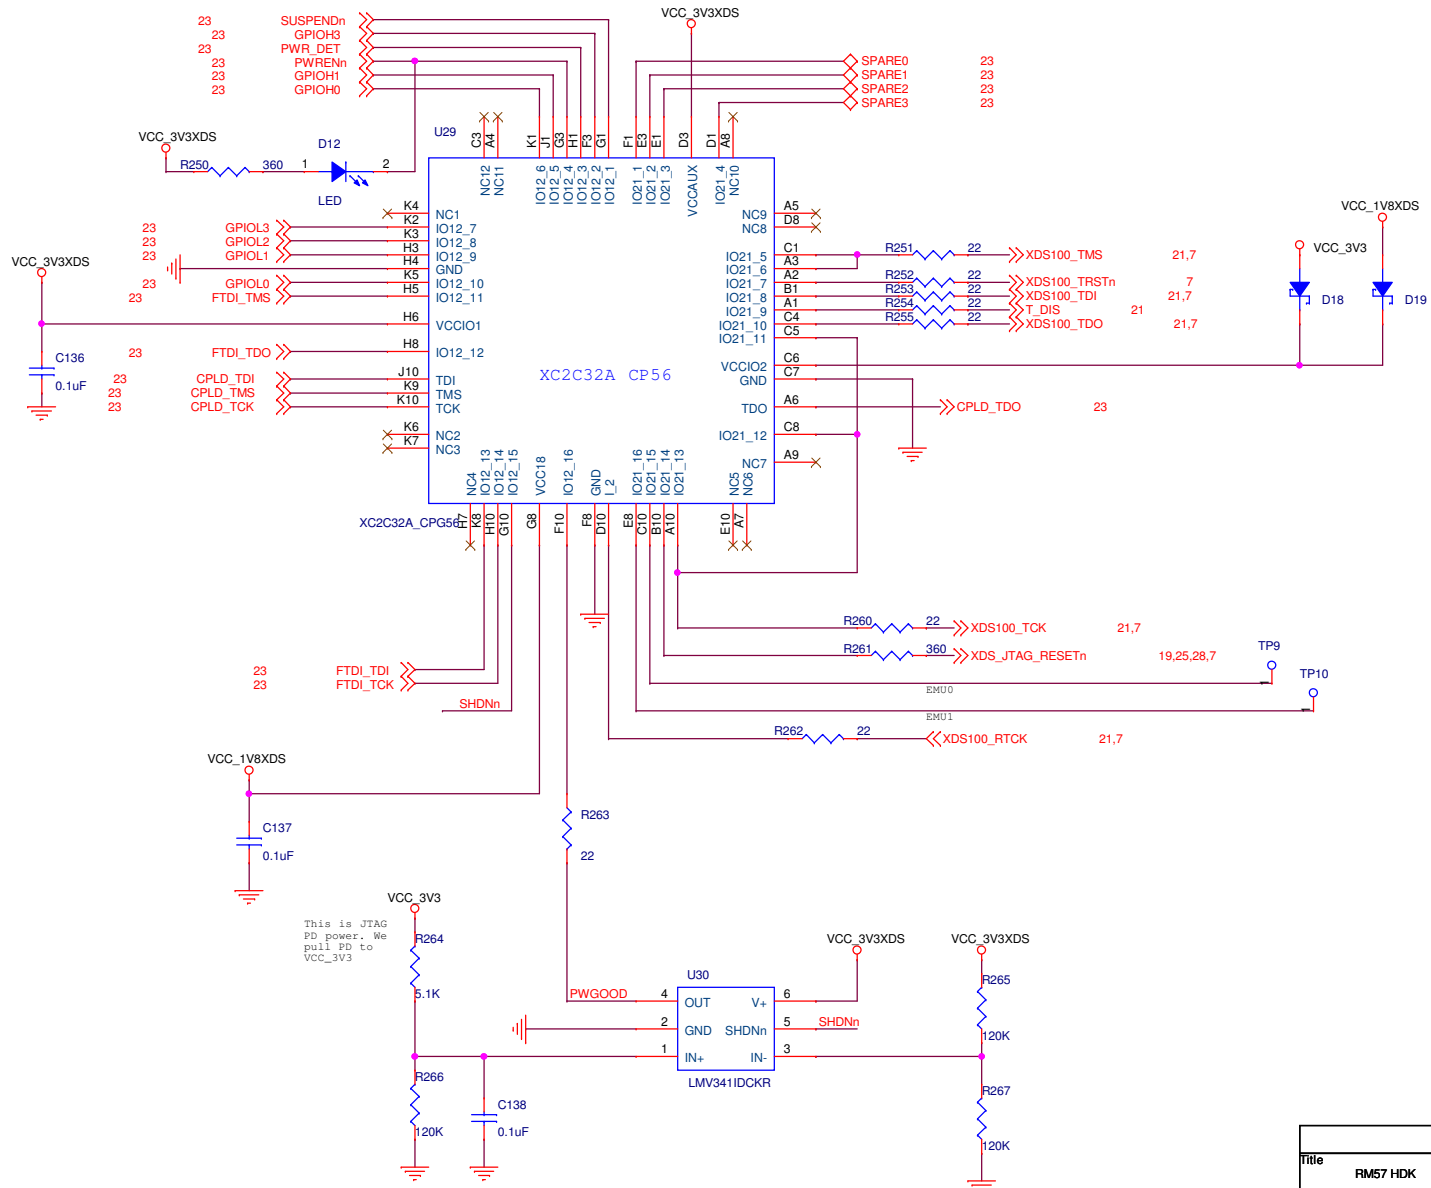 23 SUSPENDn
23 GPIOH3
23 PWR_DET
23 PWRENn
23 GPIOH1
23 GPIOH0
VCC_3V3XDS
SPARE0 23
SPARE1 23
SPARE2 23
SPARE3 23
VCC_3V3XDS
R250 360
1 D12 2
LED
U29
C3 A4 K1 J1 G3 H1 F3 G1 F1 E3 E1 D3 D1 A8
NC12 NC11 IO12_6 IO12_5 IO12_4 IO12_3 IO12_2 IO12_1 IO21_1 IO21_2 IO21_3 VCCAUX IO21_4 NC10
K4 NC1
23 GPIOL3 K2 IO12_7
23 GPIOL2 K3 IO12_8
23 GPIOL1 H3 IO12_9
H4 GND
23 GPIOL0 K5 IO12_10
23 FTDI_TMS H5 IO12_11
VCC_3V3XDS
H6 VCCIO1
C136
0.1uF
23 FTDI_TDO H8 IO12_12
23 CPLD_TDI J10 TDI
23 CPLD_TMS K9 TMS
23 CPLD_TCK K10 TCK
K6 NC2
K7 NC3
XC2C32A CP56
NC9 A5
NC8 D8
IO21_5 C1 R251 22 XDS100_TMS 21,7
IO21_6 A3
IO21_7 A2 R252 22 XDS100_TRSTn 7
IO21_8 B1 R253 22 XDS100_TDI 21,7
IO21_9 A1 R254 22 T_DIS 21
IO21_10 C4 R255 22 XDS100_TDO 21,7
IO21_11 C5
VCCIO2 C6
GND C7
TDO A6 CPLD_TDO 23
IO21_12 C8
NC7 A9
VCC_1V8XDS
VCC_3V3
D18
D19
NC4 IO12_13 IO12_14 IO12_15 VCC18 IO12_16 GND I_2 IO21_16 IO21_15 IO21_14 IO21_13 NC5 NC6
XC2C32A_CPG56
H7 K8 H10 G10 G8 F10 F8 D10 E8 C10 B10 A10 E10 A7
R260 22 XDS100_TCK 21,7
R261 360 XDS_JTAG_RESETn 19,25,28,7
23 FTDI_TDI
23 FTDI_TCK
SHDNn
TP9
EMU0
TP10
EMU1
R262 22 XDS100_RTCK 21,7
VCC_1V8XDS
C137
0.1uF
R263
22
VCC_3V3
This is JTAG
PD power. We
pull PD to
VCC_3V3
R264
5.1K
R266
120K
C138
0.1uF
PWGOOD
U30
4 OUT V+ 6
2 GND SHDNn 5 SHDNn
1 IN+ IN- 3
LMV341IDCKR
VCC_3V3XDS
VCC_3V3XDS
R265
120K
R267
120K
Title
RM57 HDK